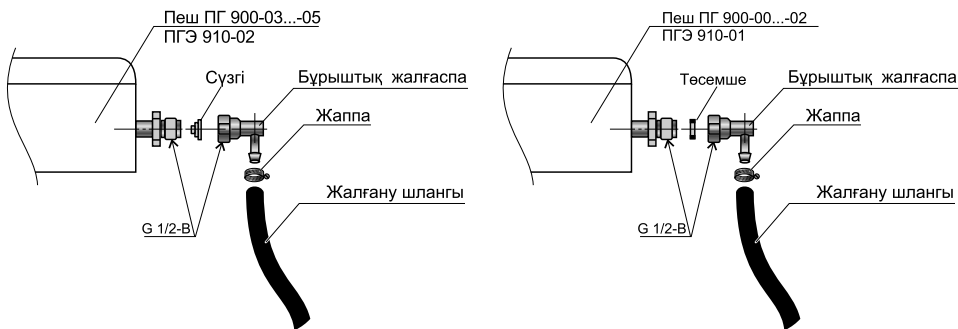 Пеш ПГ 900-03...-05
ПГЭ 910-02
Сүзгі
Бұрыштық жалғаспа
Жаппа
Жалғану шлангы
G 1/2-B
Пеш ПГ 900-00...-02
ПГЭ 910-01
Төсемше
Бұрыштық жалғаспа
Жаппа
Жалғану шлангы
G 1/2-B